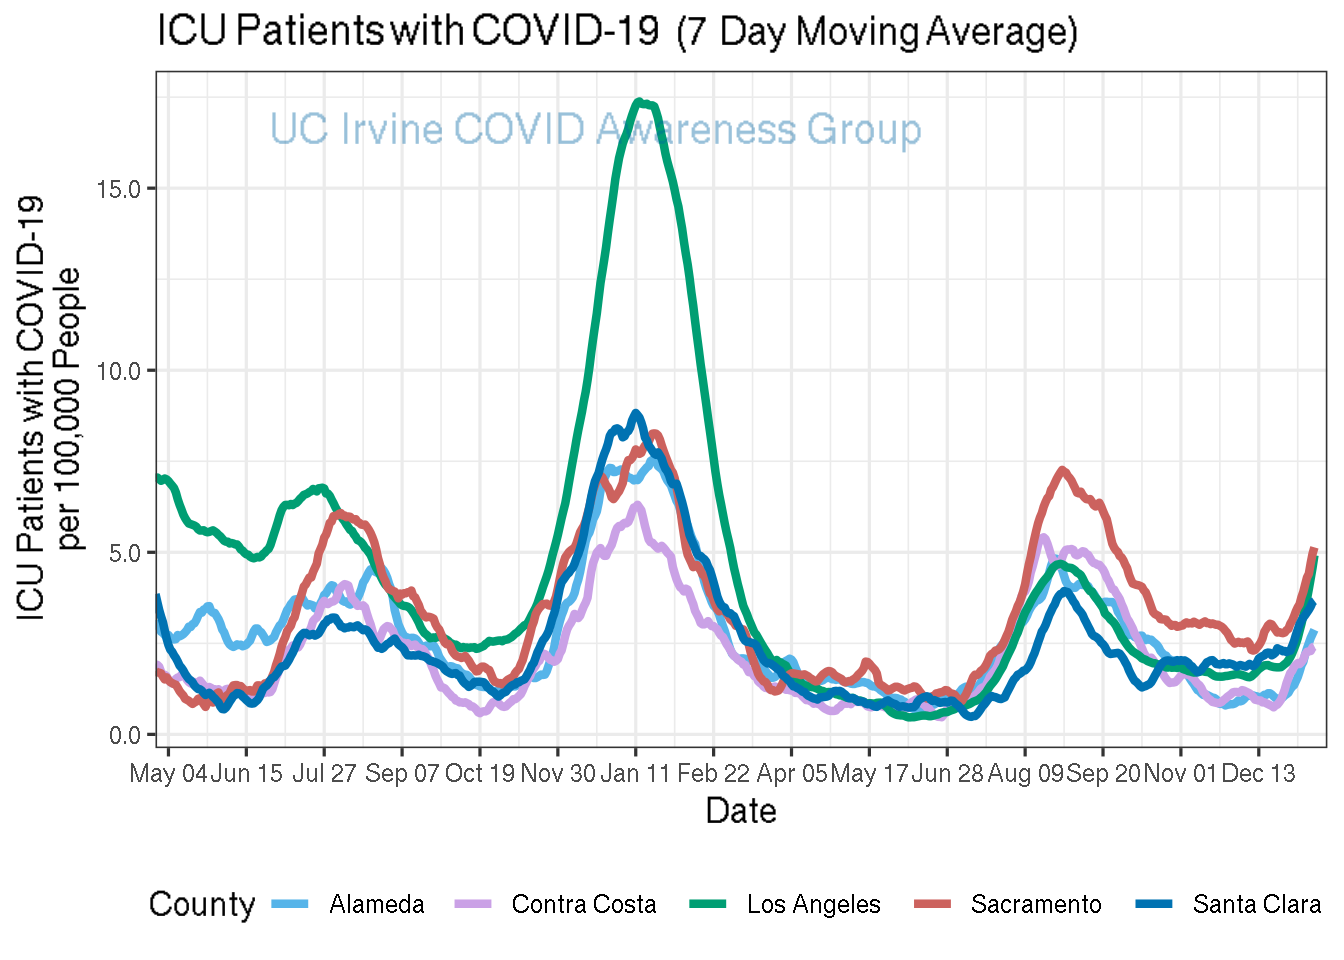 ICU Patients with COVID-19 (7 Day Moving Average)
UC Irvine COVID Awareness Group
ICU Patients with COVID-19
per 100,000 People
15.0
10.0
5.0
0.0
May 04 Jun 15 Jul 27 Sep 07 Oct 19 Nov 30 Jan 11 Feb 22 Apr 05 May 17 Jun 28 Aug 09 Sep 20 Nov 01 Dec 13
Date
County Alameda Contra Costa Los Angeles Sacramento Santa Clara